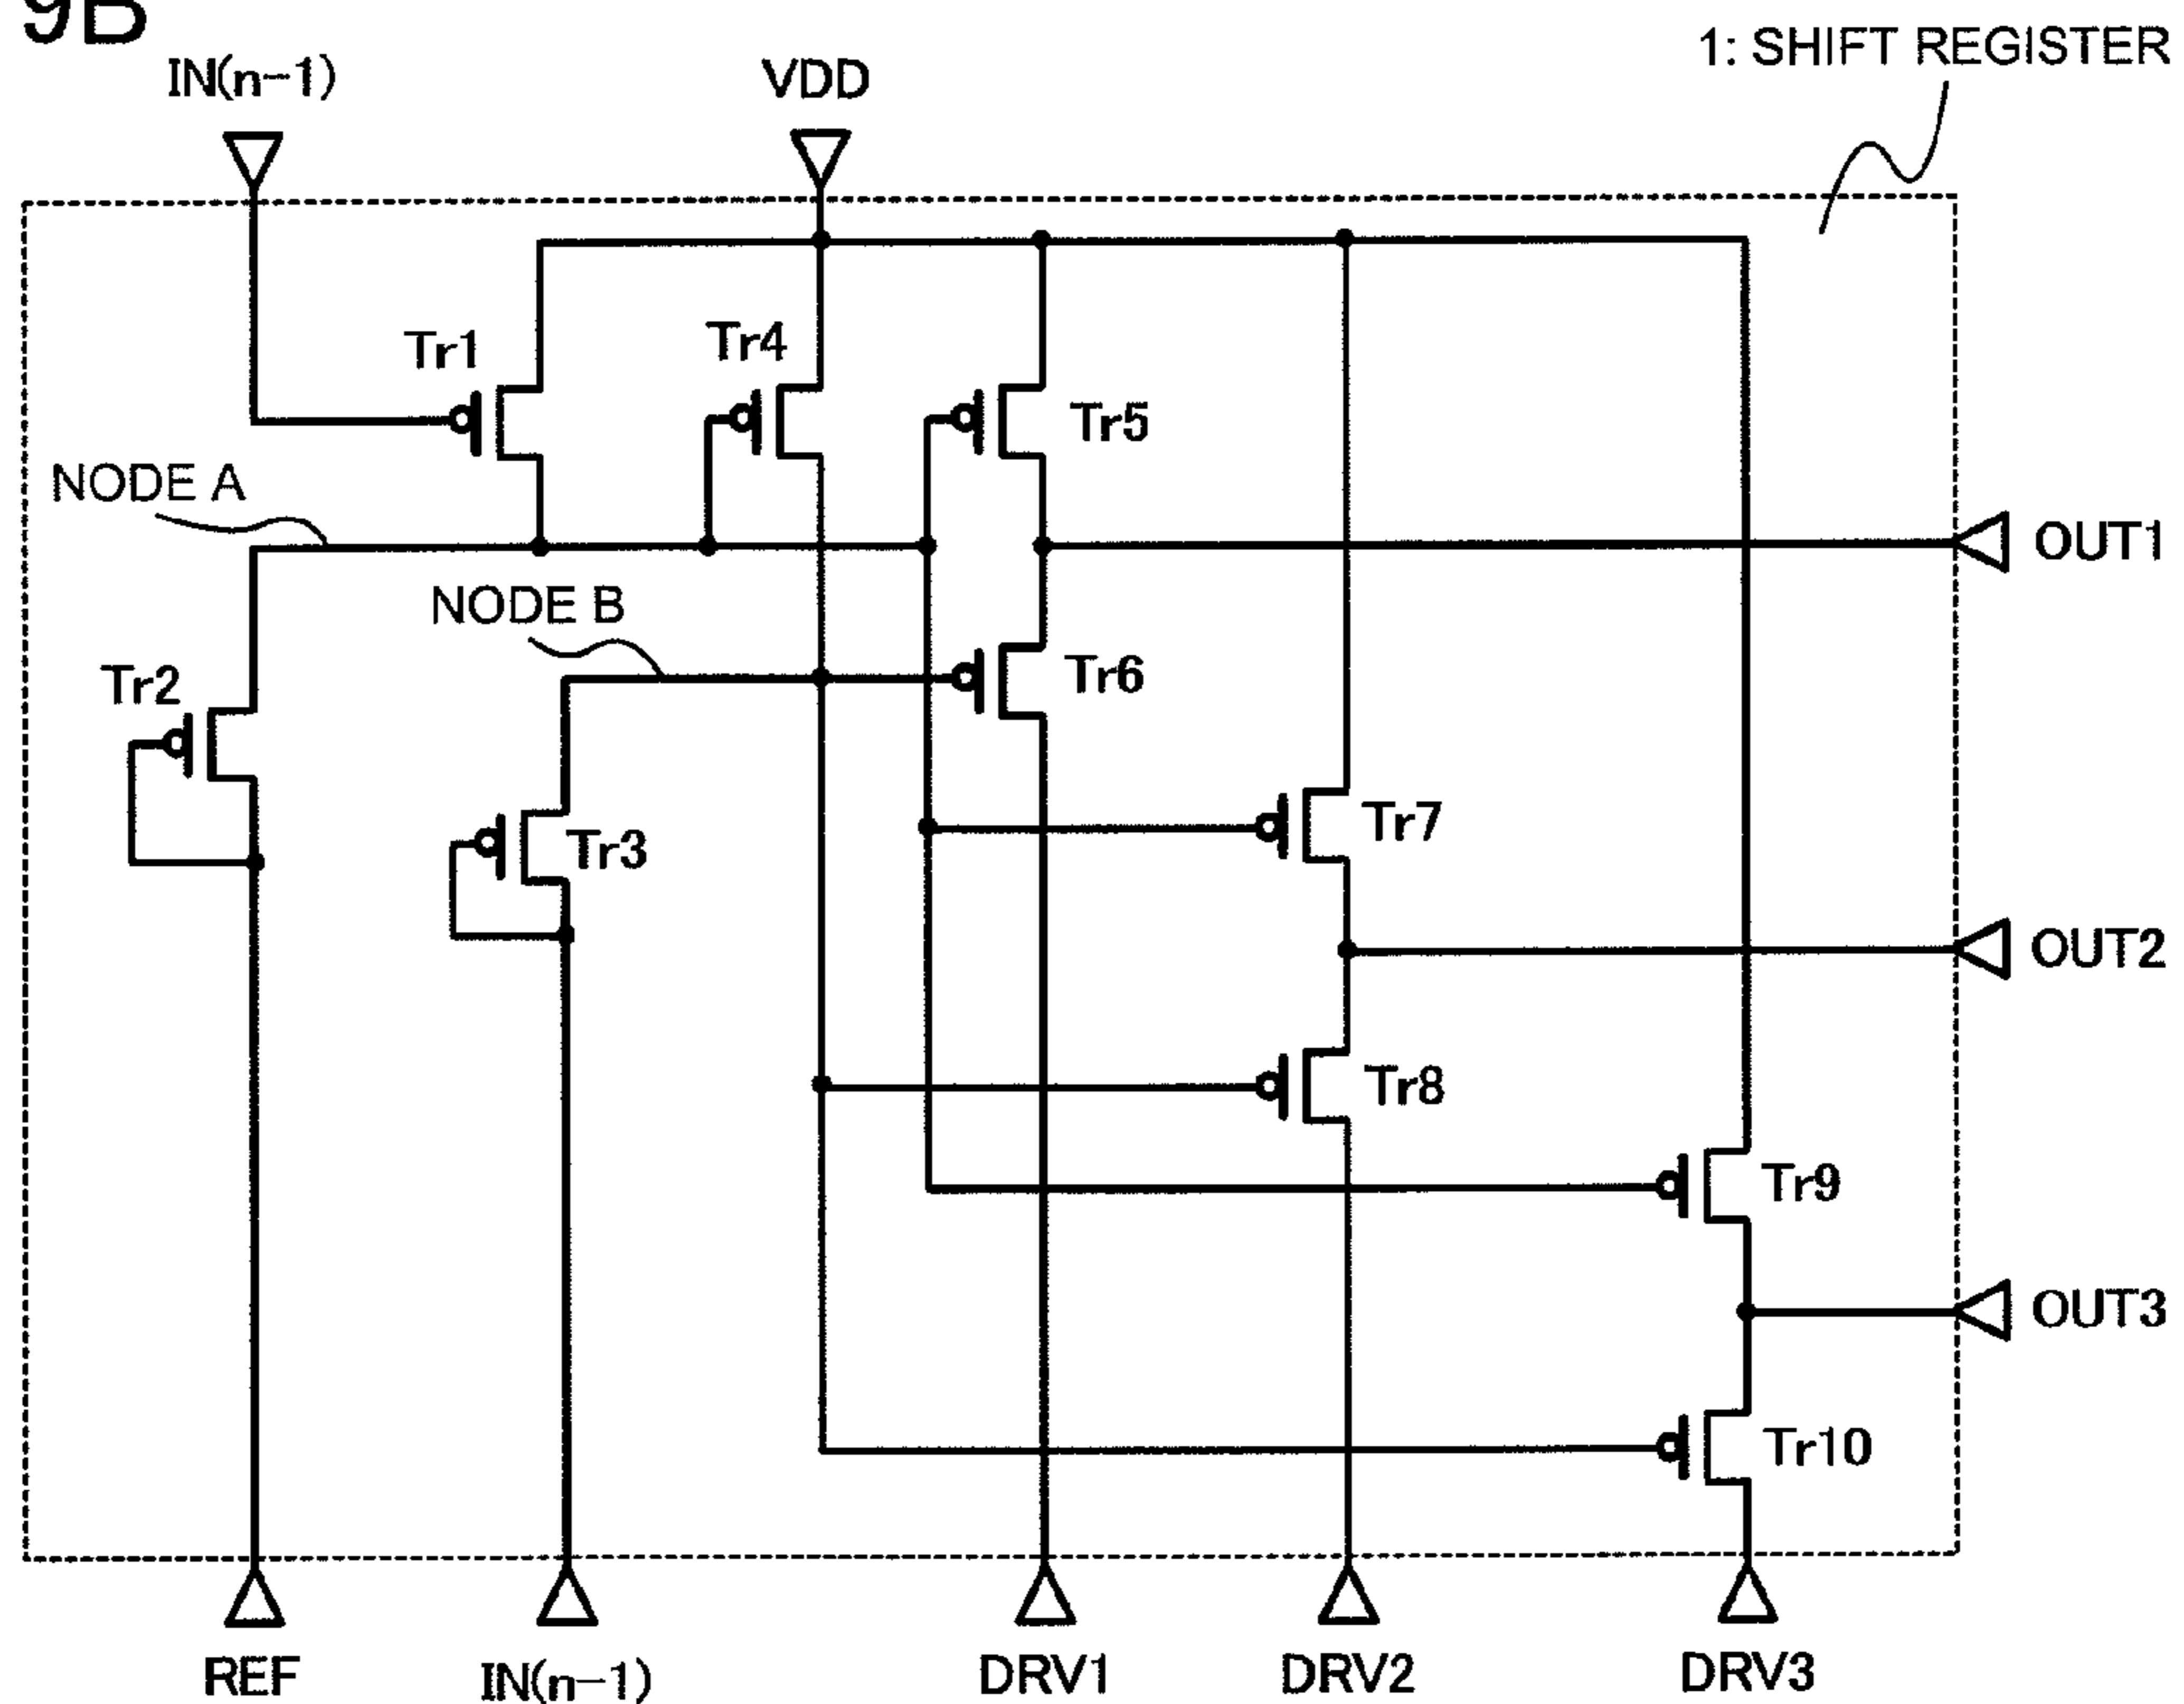 9B
1: SHIFT REGISTER
IN(n-1)
VDD
Tr1
Tr4
Tr5
NODE A
OUT1
NODE B
Tr2
Tr6
Tr3
Tr7
OUT2
Tr8
Tr9
OUT3
Tr10
REF
IN(n-1)
DRV1
DRV2
DRV3